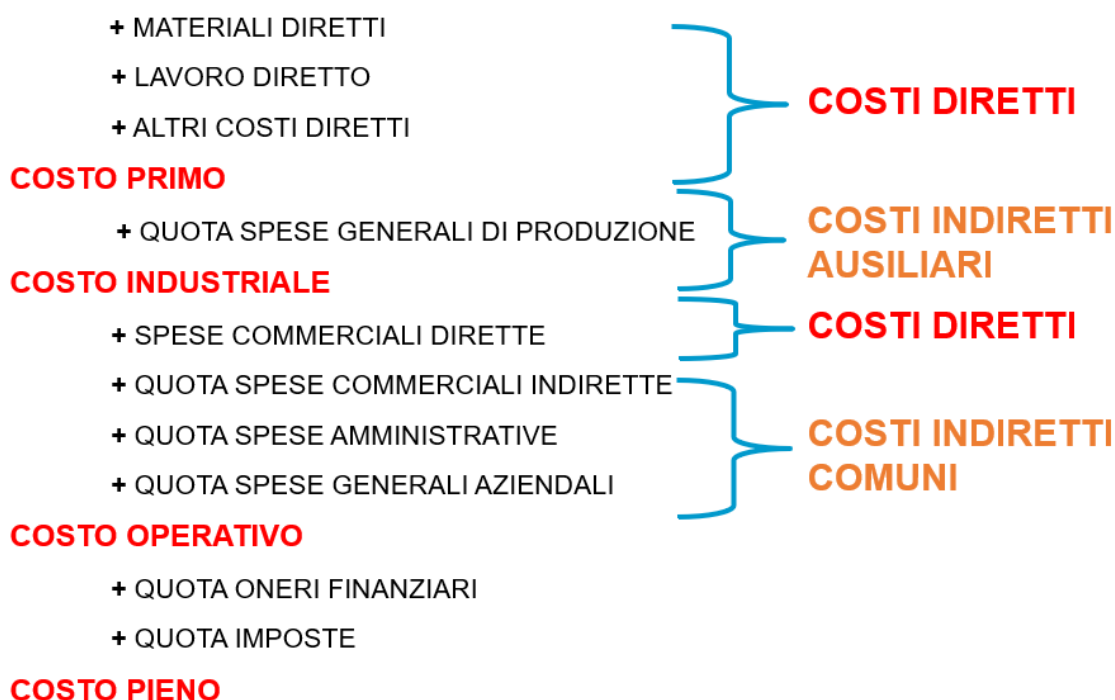 + MATERIALI DIRETTI
+ LAVORO DIRETTO
+ ALTRI COSTI DIRETTI
COSTI DIRETTI
COSTO PRIMO
+ QUOTA SPESE GENERALI DI PRODUZIONE
COSTI INDIRETTI
AUSILIARI
COSTO INDUSTRIALE
+ SPESE COMMERCIALI DIRETTE
COSTI DIRETTI
+ QUOTA SPESE COMMERCIALI INDIRETTE
+ QUOTA SPESE AMMINISTRATIVE
+ QUOTA SPESE GENERALI AZIENDALI
COSTI INDIRETTI
COMUNI
COSTO OPERATIVO
+ QUOTA ONERI FINANZIARI
+ QUOTA IMPOSTE
COSTO PIENO